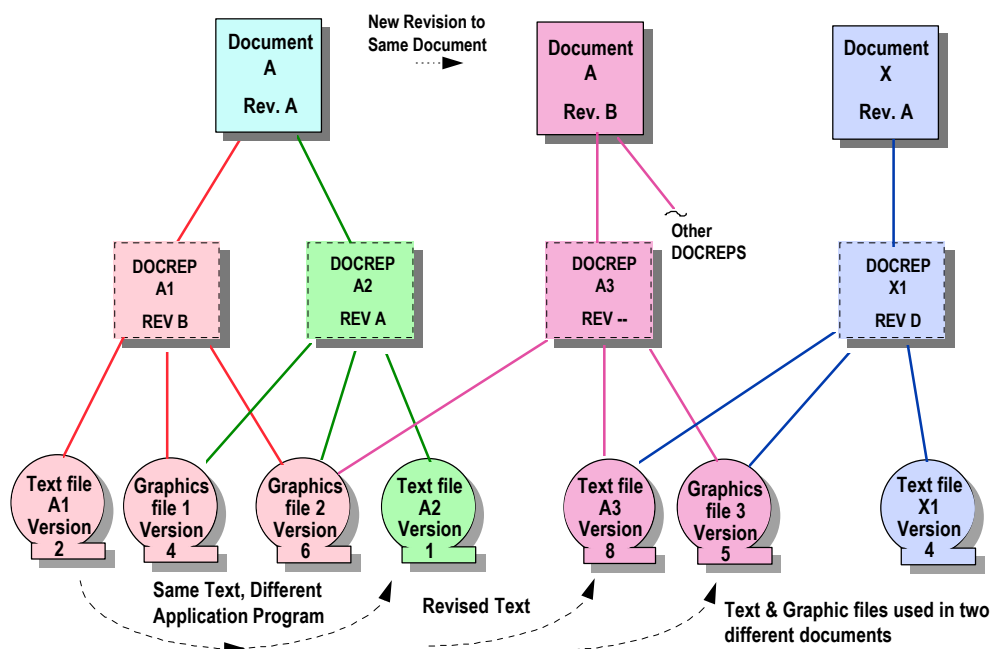 Document
A
Rev. A
New Revision to
Same Document
Document
A
Rev. B
Document
X
Rev. A
Other
DOCREPS
DOCREP
A1
REV B
DOCREP
A2
REV A
DOCREP
A3
REV --
DOCREP
X1
REV D
Text file
A1
Version
2
Graphics
file 1
Version
4
Graphics
file 2
Version
6
Text file
A2
Version
1
Text file
A3
Version
8
Graphics
file 3
Version
5
Text file
X1
Version
4
Same Text, Different
Application Program
Revised Text
Text & Graphic files used in two
different documents